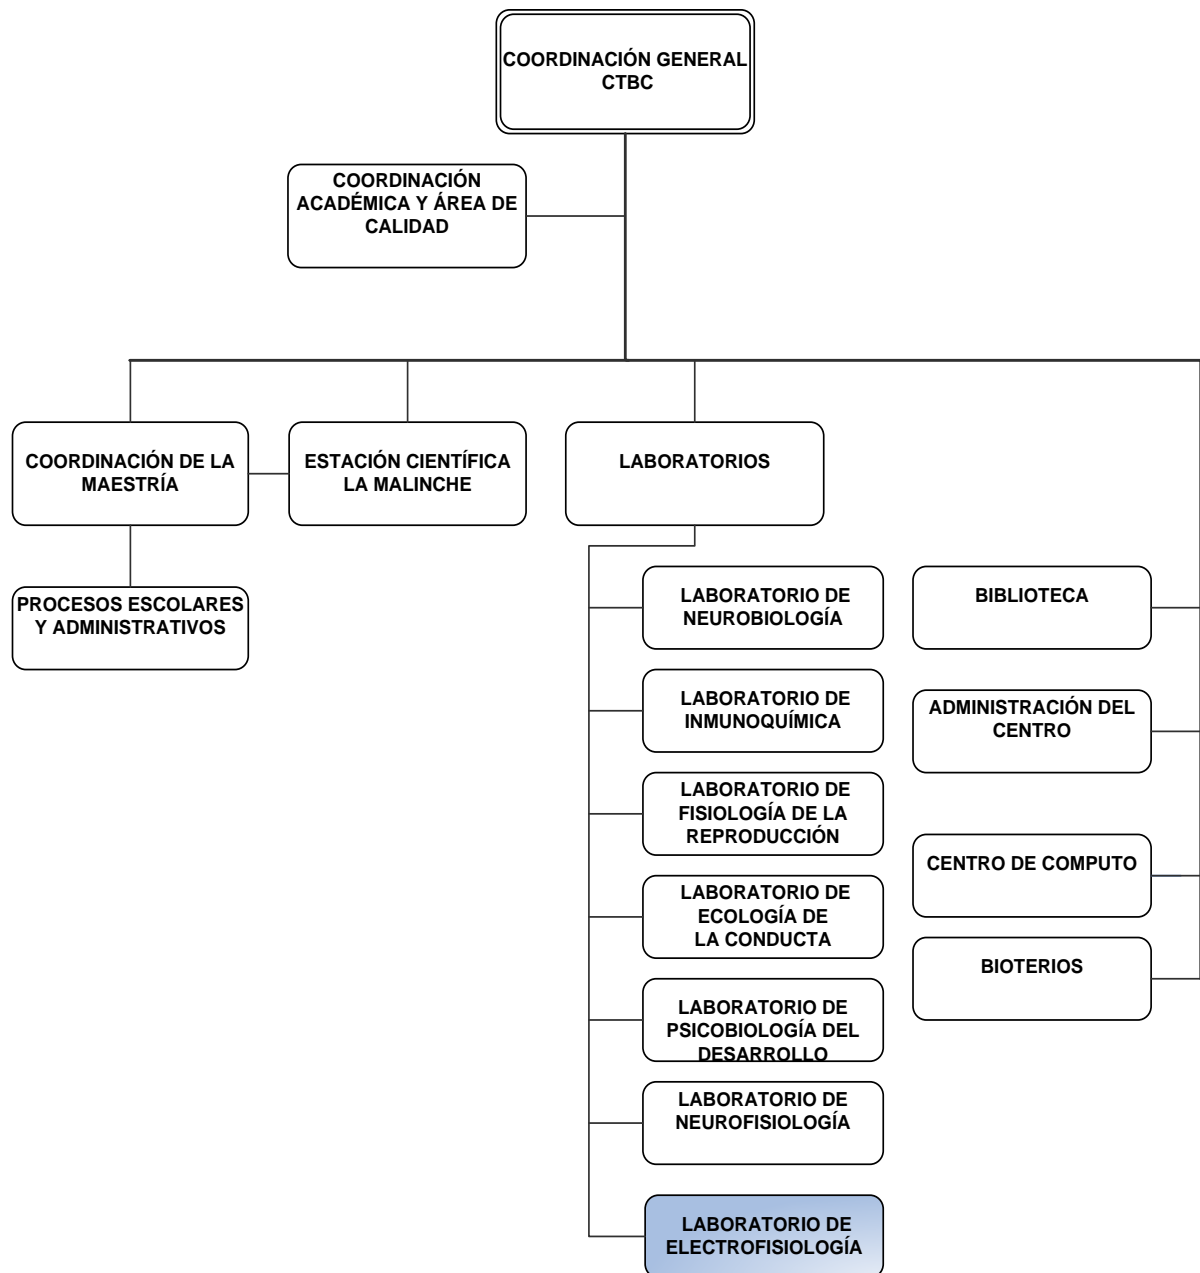 COORDINACIÓN GENERAL
CTBC
COORDINACIÓN
ACADÉMICA Y ÁREA DE
CALIDAD
COORDINACIÓN DE LA
MAESTRÍA
ESTACIÓN CIENTÍFICA
LA MALINCHE
LABORATORIOS
PROCESOS ESCOLARES
Y ADMINISTRATIVOS
LABORATORIO DE
NEUROBIOLOGÍA
LABORATORIO DE
INMUNOQUÍMICA
LABORATORIO DE
FISIOLOGÍA DE LA
REPRODUCCIÓN
LABORATORIO DE
ECOLOGÍA DE
LA CONDUCTA
LABORATORIO DE
PSICOBIOLOGÍA DEL
DESARROLLO
LABORATORIO DE
NEUROFISIOLOGÍA
LABORATORIO DE
ELECTROFISIOLOGÍA
BIBLIOTECA
ADMINISTRACIÓN DEL
CENTRO
CENTRO DE COMPUTO
BIOTERIOS